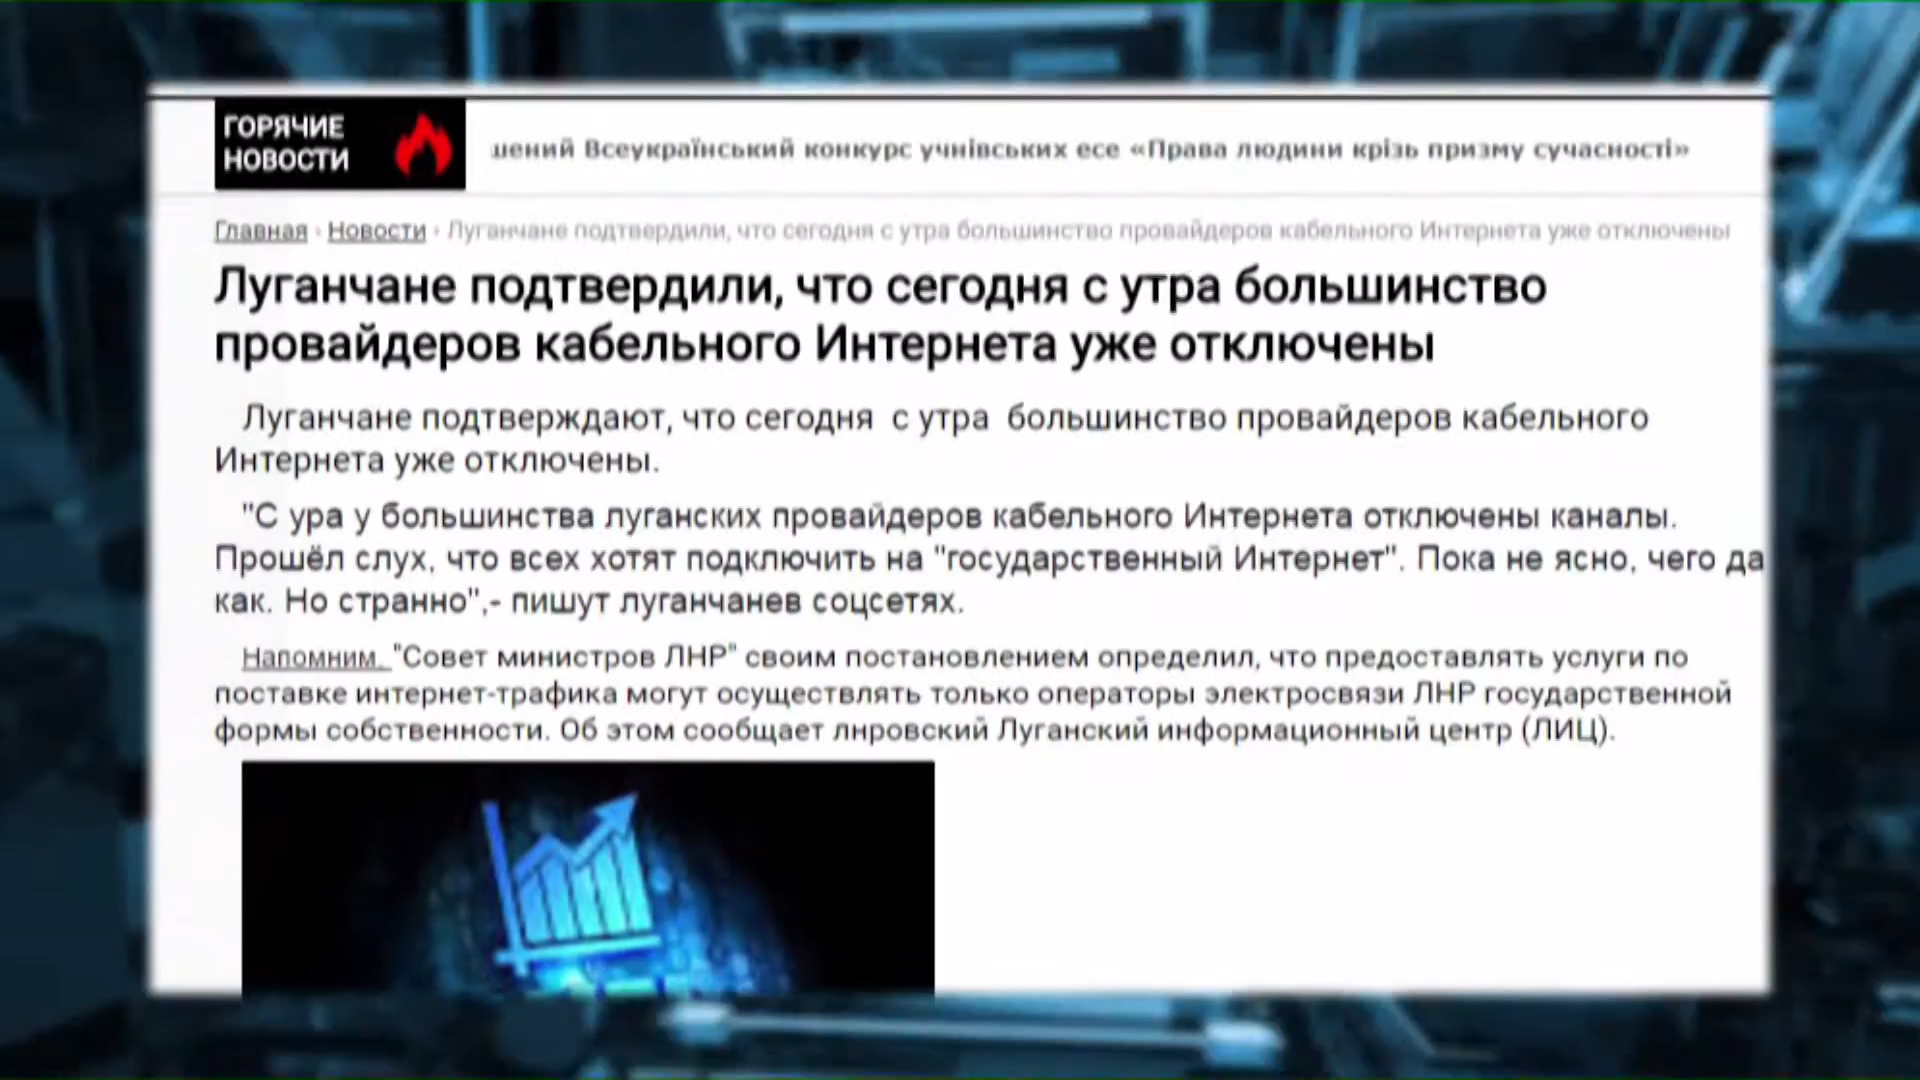 ГОРЯЧИЕ
НОВОСТИ
шений Всеукраїнський конкурс учнівських есе «Права людини крізь призму сучасності»
Главная · Новости · Луганчане подтвердили, что сегодня с утра большинство провайдеров кабельного Интернета уже отключены
Луганчане подтвердили, что сегодня с утра большинство
провайдеров кабельного Интернета уже отключены
Луганчане подтверждают, что сегодня с утра большинство провайдеров кабельного
Интернета уже отключены.
"С ура у большинства луганских провайдеров кабельного Интернета отключены каналы.
Прошёл слух, что всех хотят подключить на "государственный Интернет". Пока не ясно, чего да
как. Но странно",- пишут луганчанев соцсетях.
Напомним, "Совет министров ЛНР" своим постановлением определил, что предоставлять услуги по
поставке интернет-трафика могут осуществлять только операторы электросвязи ЛНР государственной
формы собственности. Об этом сообщает лнровский Луганский информационный центр (ЛИЦ).